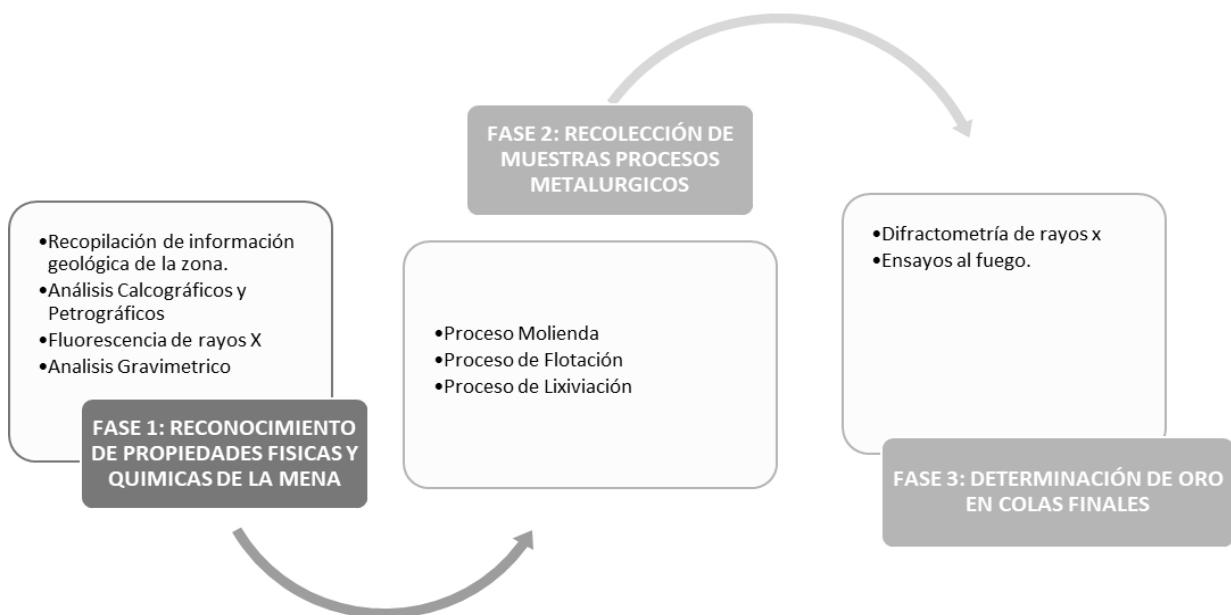 •Recopilación de información
geológica de la zona.
•Análisis Calcográficos y
Petrográficos
•Fluorescencia de rayos X
•Analisis Gravimetrico
FASE 1: RECONOCIMIENTO
DE PROPIEDADES FISICAS Y
QUIMICAS DE LA MENA
FASE 2: RECOLECCIÓN DE
MUESTRAS PROCESOS
METALURGICOS
•Proceso Molienda
•Proceso de Flotación
•Proceso de Lixiviación
•Difractometría de rayos x
•Ensayos al fuego.
FASE 3: DETERMINACIÓN DE ORO
EN COLAS FINALES